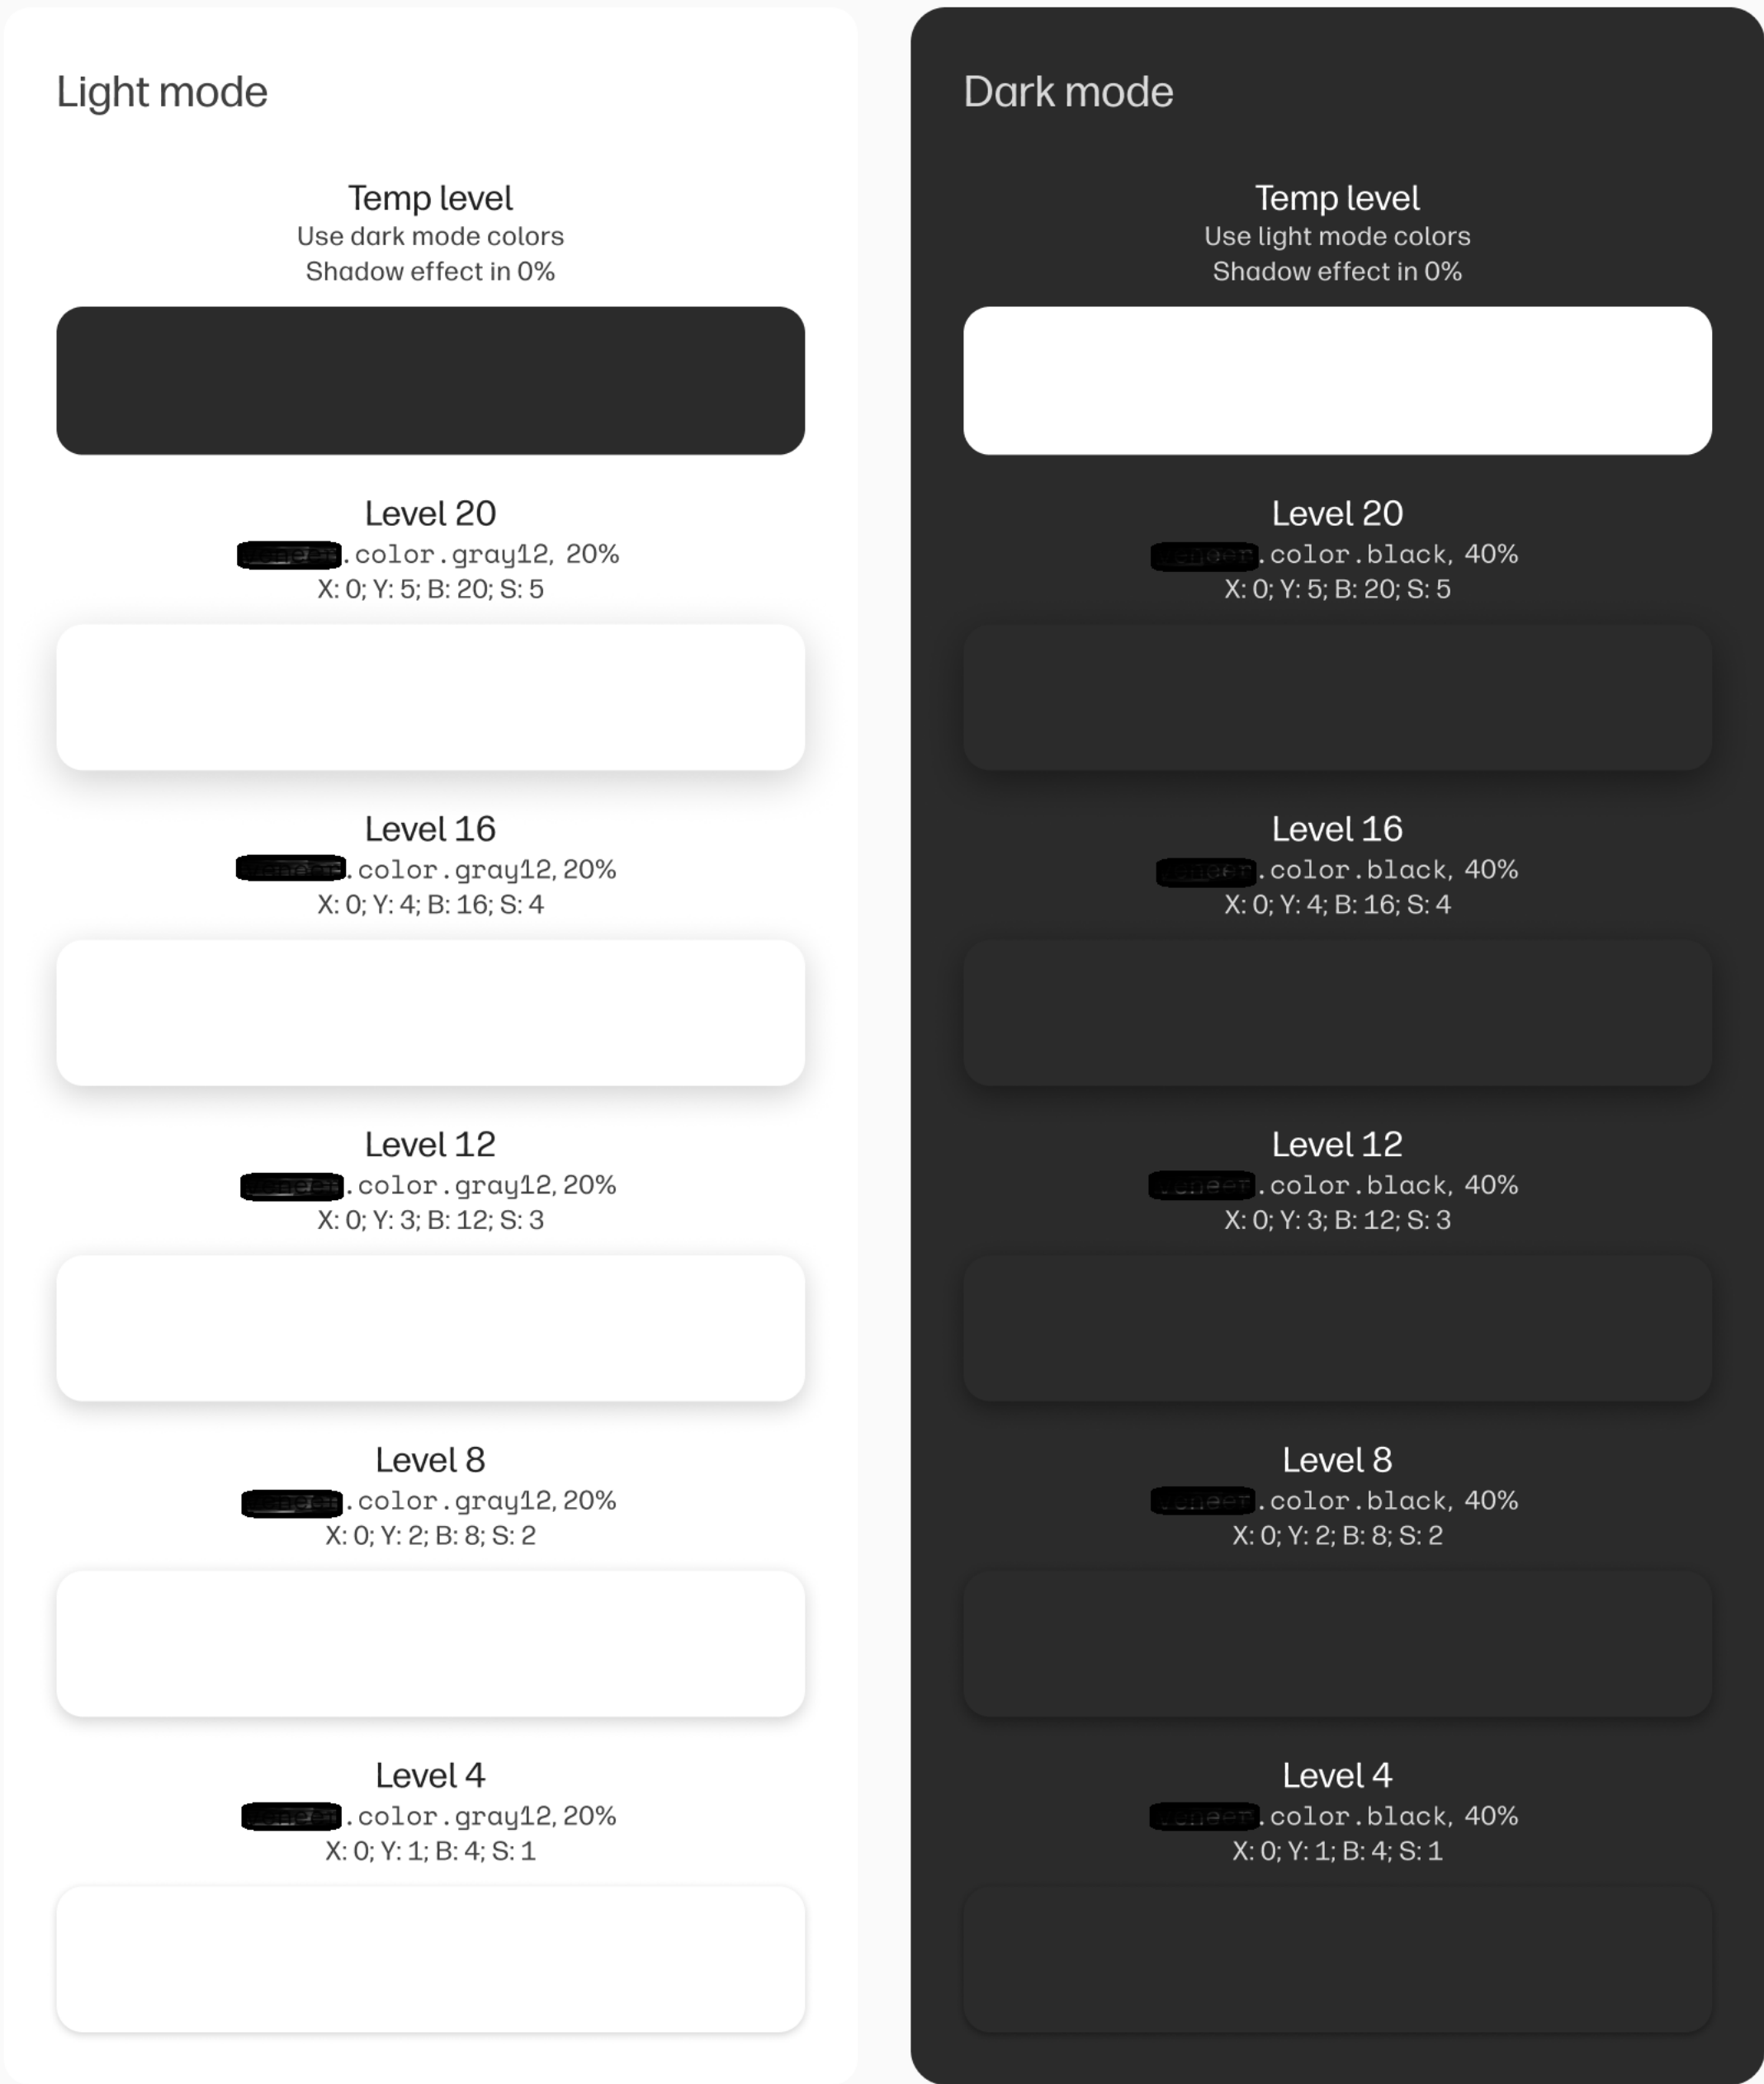 Light mode
Temp level
Use dark mode colors
Shadow effect in 0%
Level 20
.color.gray12, 20%
X: 0; Y: 5; B: 20; S: 5
Level 16
.color.gray12, 20%
X: 0; Y: 4; B: 16; S: 4
Level 12
.color.gray12, 20%
X: 0; Y: 3; B: 12; S: 3
Level 8
.color.gray12, 20%
X: 0; Y: 2; B: 8; S: 2
Level 4
.color.gray12, 20%
X: 0; Y: 1; B: 4; S: 1
Dark mode
Temp level
Use light mode colors
Shadow effect in 0%
Level 20
.color.black, 40%
X: 0; Y: 5; B: 20; S: 5
Level 16
.color.black, 40%
X: 0; Y: 4; B: 16; S: 4
Level 12
.color.black, 40%
X: 0; Y: 3; B: 12; S: 3
Level 8
.color.black, 40%
X: 0; Y: 2; B: 8; S: 2
Level 4
.color.black, 40%
X: 0; Y: 1; B: 4; S: 1